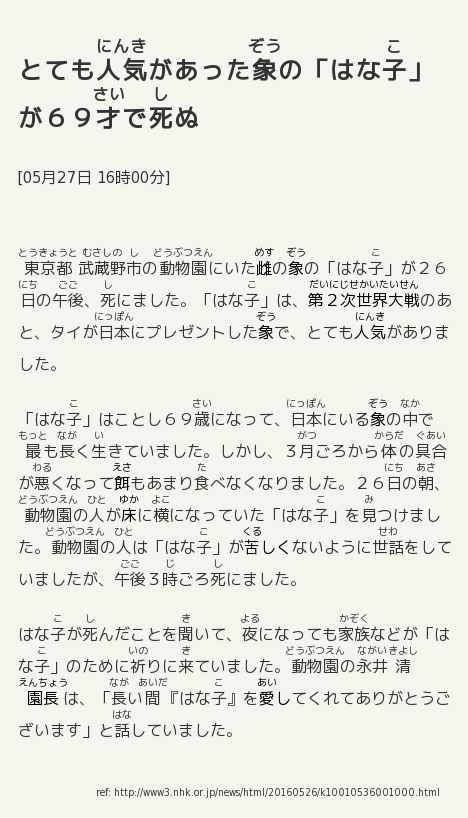 とても人気があった象の「はな子」
が６９才で死ぬ
[05月27日 16時00分]
東京都 武蔵野市の動物園にいた雌の象の「はな子」が２６
日の午後、死にました。「はな子」は、第２次世界大戦のあ
と、タイが日本にプレゼントした象で、とても人気がありま
した。
「はな子」はことし６９歳になって、日本にいる象の中で
最も長く生きていました。しかし、３月ごろから体の具合
が悪くなって餌もあまり食べなくなりました。２６日の朝、
動物園の人が床に横になっていた「はな子」を見つけまし
た。動物園の人は「はな子」が苦しくないように世話をして
いましたが、午後３時ごろ死にました。
はな子が死んだことを聞いて、夜になっても家族などが「は
な子」のために祈りに来ていました。動物園の永井 清
園長は、「長い間『はな子』を愛してくれてありがとうご
ざいます」と話していました。
ref: http://www3.nhk.or.jp/news/html/20160526/k10010536001000.html